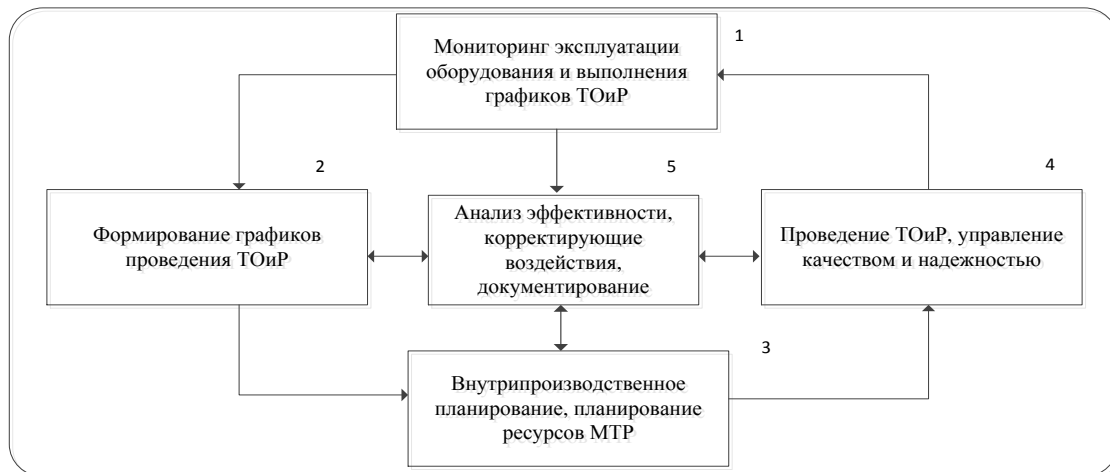 1
Мониторинг эксплуатации
оборудования и выполнения
графиков ТОиР
2
Формирование графиков
проведения ТОиР
5
Анализ эффективности,
корректирующие
воздействия,
документирование
4
Проведение ТОиР, управление
качеством и надежностью
3
Внутрипроизводственное
планирование, планирование
ресурсов МТР